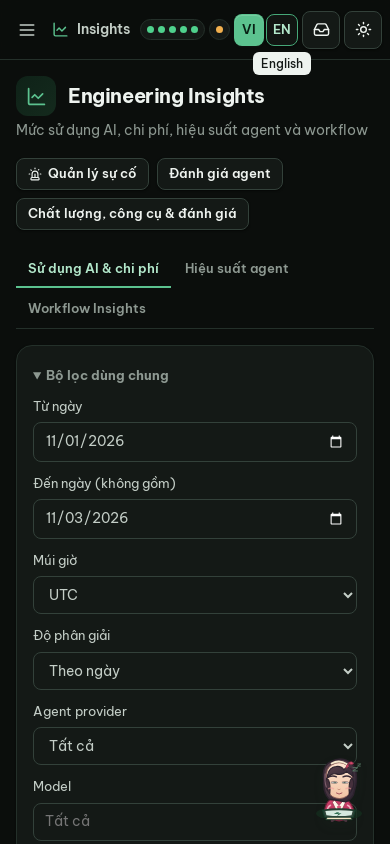 Insights VI EN
English
Engineering Insights
Mức sử dụng AI, chi phí, hiệu suất agent và workflow
Quản lý sự cố Đánh giá agent
Chất lượng, công cụ & đánh giá
Sử dụng AI & chi phí Hiệu suất agent
Workflow Insights
▼ Bộ lọc dùng chung
Từ ngày
11/01/2026
Đến ngày (không gồm)
11/03/2026
Múi giờ
UTC
Độ phân giải
Theo ngày
Agent provider
Tất cả
Model
Tất cả